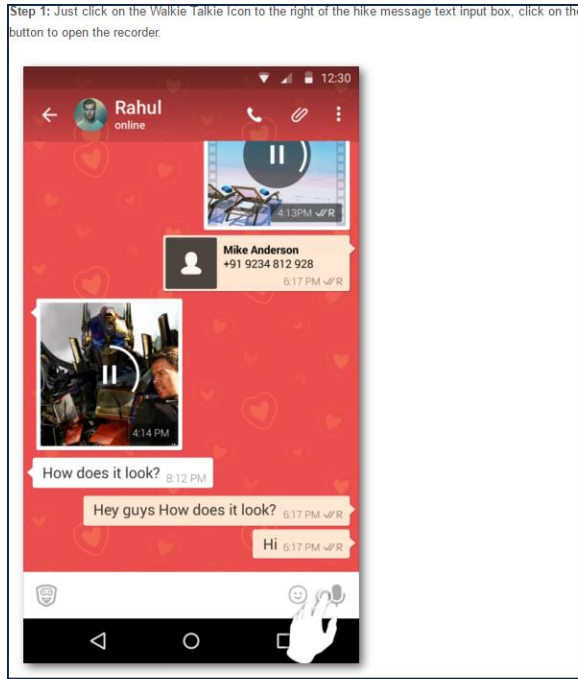 Step 1: Just click on the Walkie Talkie Icon to the right of the hike message text input box, click on the
button to open the recorder.
12:30
Rahul
online
4:13PM ✓✓R
Mike Anderson
+91 9234 812 928
6:17 PM ✓✓R
4:14 PM
How does it look? 8:12 PM
Hey guys How does it look? 6:17 PM ✓✓R
Hi 6:17 PM ✓✓R